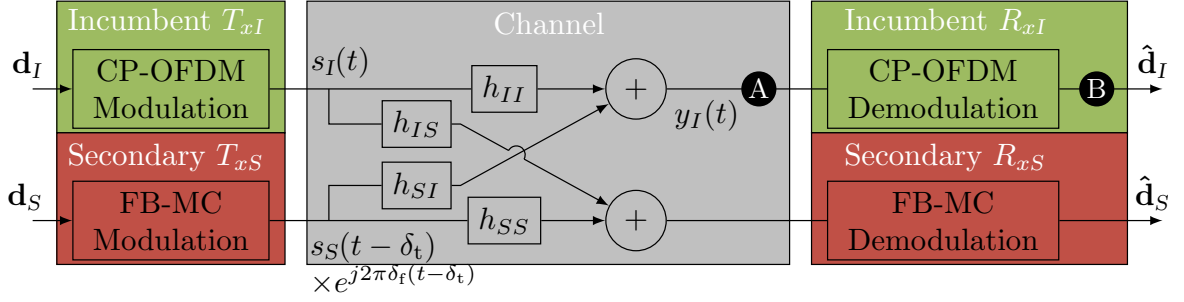 Incumbent T_{xI}
Channel
Incumbent R_{xI}
d_I
CP-OFDM
Modulation
s_I(t)
h_{II}
+
A
y_I(t)
CP-OFDM
Demodulation
B
\hat{d}_I
h_{IS}
Secondary T_{xS}
Secondary R_{xS}
h_{SI}
d_S
FB-MC
Modulation
h_{SS}
+
FB-MC
Demodulation
\hat{d}_S
s_S(t − δ_t)
×e^{j2πδ_f(t−δ_t)}